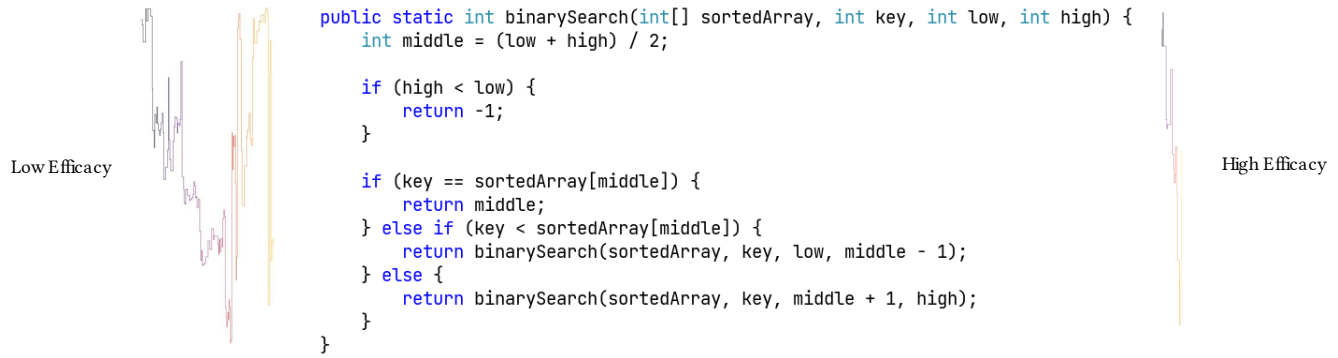 public static int binarySearch(int[] sortedArray, int key, int low, int high) {
    int middle = (low + high) / 2;

    if (high < low) {
        return -1;
    }

    if (key == sortedArray[middle]) {
        return middle;
    } else if (key < sortedArray[middle]) {
        return binarySearch(sortedArray, key, low, middle - 1);
    } else {
        return binarySearch(sortedArray, key, middle + 1, high);
    }
}
Low Efficacy
High Efficacy